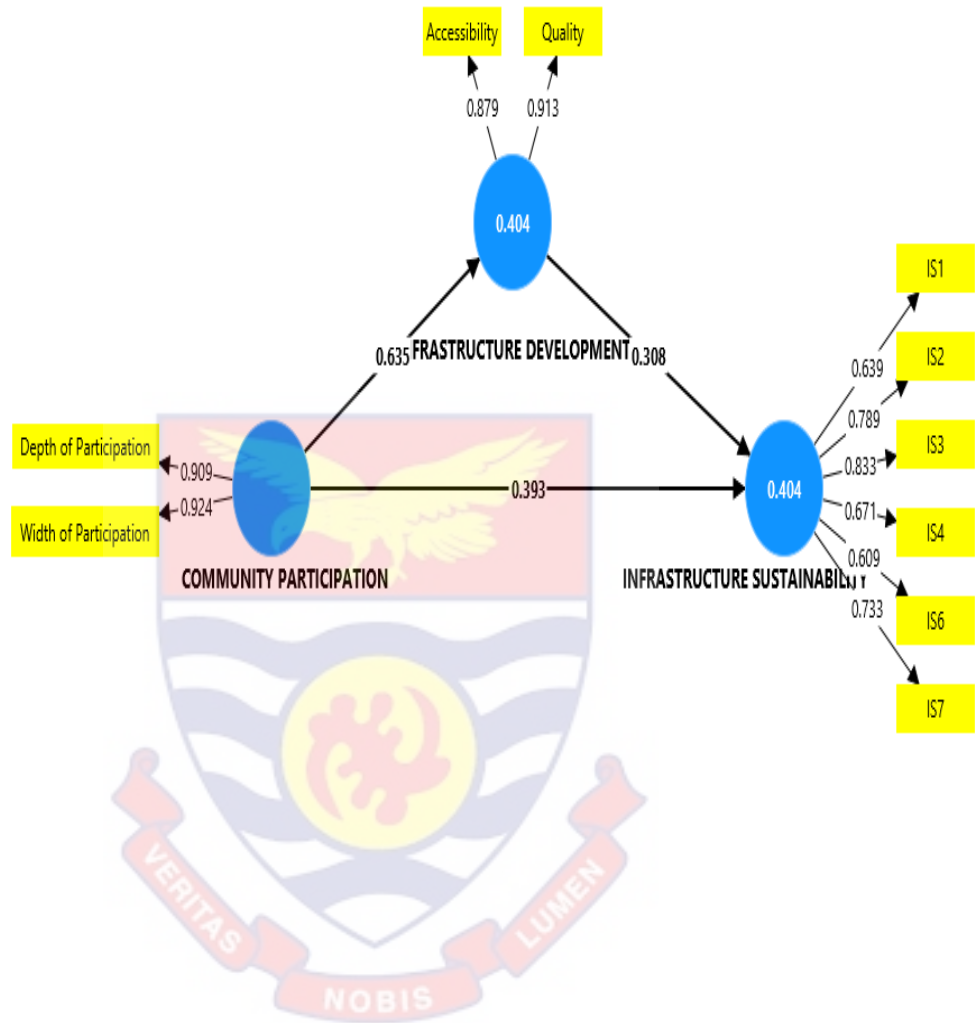 Accessibility
Quality
0.879
0.913
0.404
0.635
FRASTRUCTURE DEVELOPMENT
0.308
IS1
IS2
0.639
0.789
Depth of Participation
0.909
IS3
0.833
0.393
0.404
0.924
Width of Participation
0.671
IS4
0.609
COMMUNITY PARTICIPATION
INFRASTRUCTURE SUSTAINABILITY
0.733
IS6
IS7
VERITAS
NOBIS
LUMEN